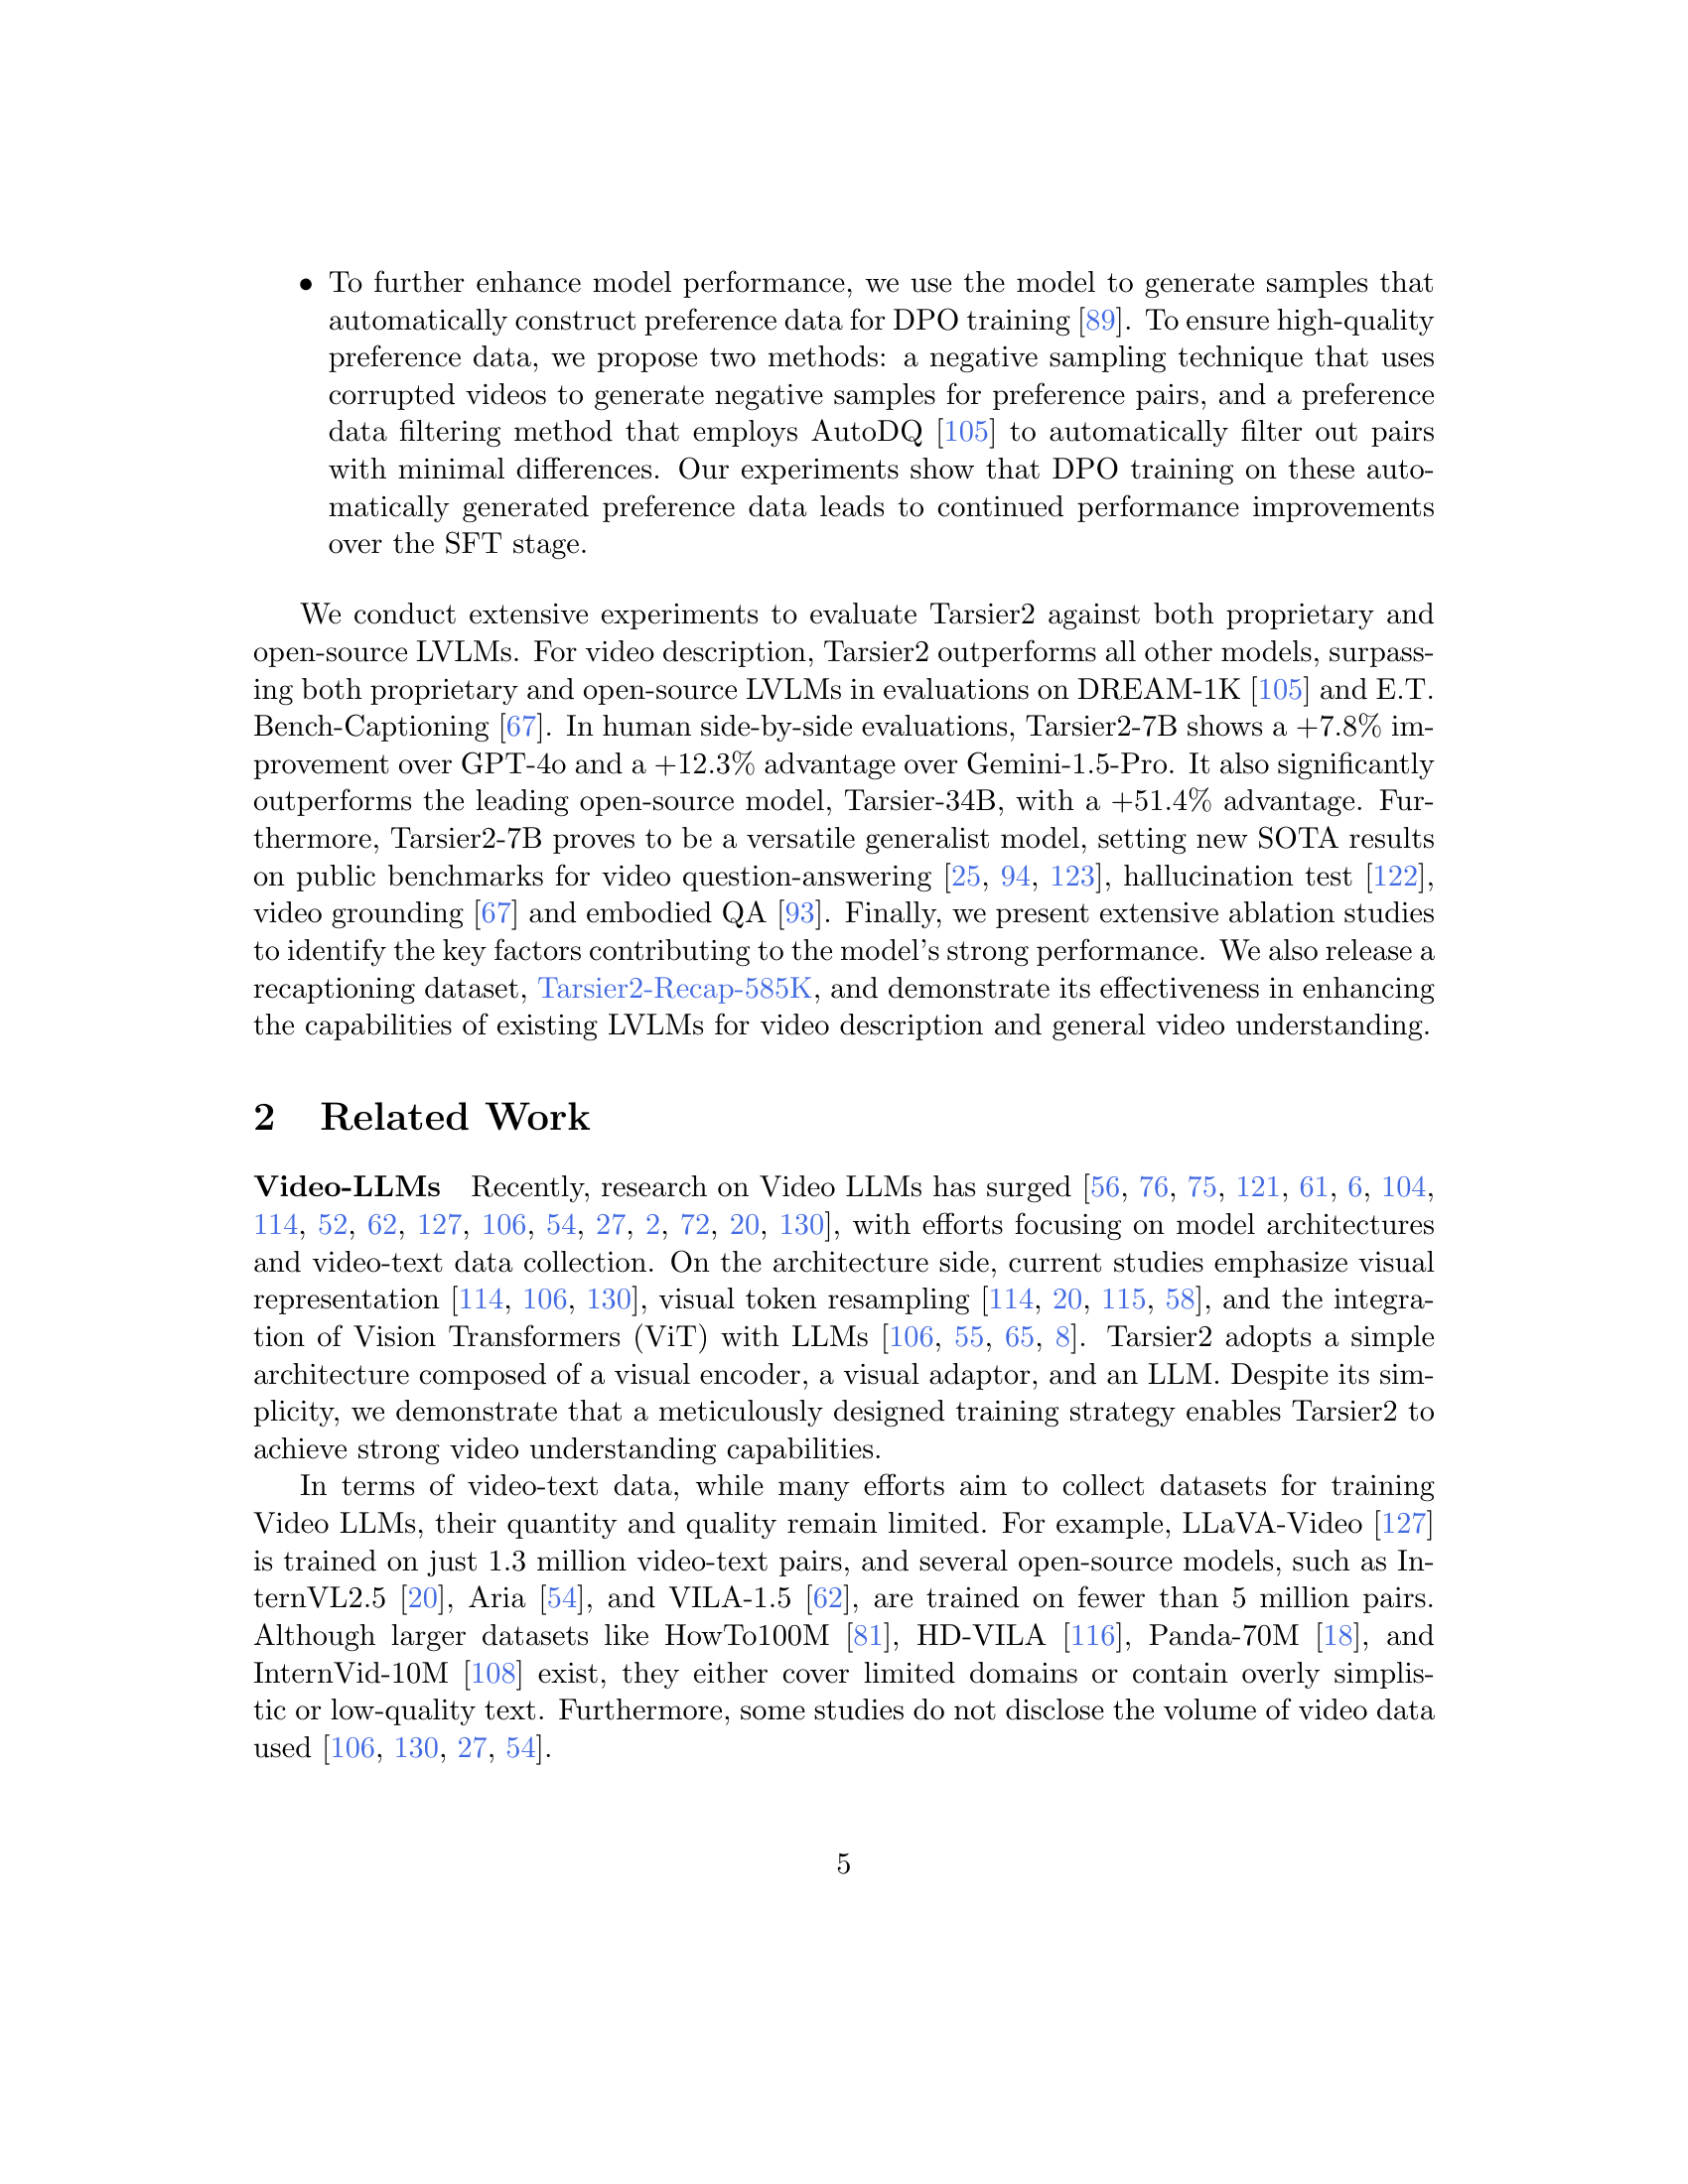 • To further enhance model performance, we use the model to generate samples that
automatically construct preference data for DPO training [89]. To ensure high-quality
preference data, we propose two methods: a negative sampling technique that uses
corrupted videos to generate negative samples for preference pairs, and a preference
data filtering method that employs AutoDQ [105] to automatically filter out pairs
with minimal differences. Our experiments show that DPO training on these auto-
matically generated preference data leads to continued performance improvements
over the SFT stage.
We conduct extensive experiments to evaluate Tarsier2 against both proprietary and
open-source LVLMs. For video description, Tarsier2 outperforms all other models, surpass-
ing both proprietary and open-source LVLMs in evaluations on DREAM-1K [105] and E.T.
Bench-Captioning [67]. In human side-by-side evaluations, Tarsier2-7B shows a +7.8% im-
provement over GPT-4o and a +12.3% advantage over Gemini-1.5-Pro. It also significantly
outperforms the leading open-source model, Tarsier-34B, with a +51.4% advantage. Fur-
thermore, Tarsier2-7B proves to be a versatile generalist model, setting new SOTA results
on public benchmarks for video question-answering [25, 94, 123], hallucination test [122],
video grounding [67] and embodied QA [93]. Finally, we present extensive ablation studies
to identify the key factors contributing to the model's strong performance. We also release a
recaptioning dataset, Tarsier2-Recap-585K, and demonstrate its effectiveness in enhancing
the capabilities of existing LVLMs for video description and general video understanding.
2 Related Work
Video-LLMs Recently, research on Video LLMs has surged [56, 76, 75, 121, 61, 6, 104,
114, 52, 62, 127, 106, 54, 27, 2, 72, 20, 130], with efforts focusing on model architectures
and video-text data collection. On the architecture side, current studies emphasize visual
representation [114, 106, 130], visual token resampling [114, 20, 115, 58], and the integra-
tion of Vision Transformers (ViT) with LLMs [106, 55, 65, 8]. Tarsier2 adopts a simple
architecture composed of a visual encoder, a visual adaptor, and an LLM. Despite its sim-
plicity, we demonstrate that a meticulously designed training strategy enables Tarsier2 to
achieve strong video understanding capabilities.
In terms of video-text data, while many efforts aim to collect datasets for training
Video LLMs, their quantity and quality remain limited. For example, LLaVA-Video [127]
is trained on just 1.3 million video-text pairs, and several open-source models, such as In-
ternVL2.5 [20], Aria [54], and VILA-1.5 [62], are trained on fewer than 5 million pairs.
Although larger datasets like HowTo100M [81], HD-VILA [116], Panda-70M [18], and
InternVid-10M [108] exist, they either cover limited domains or contain overly simplis-
tic or low-quality text. Furthermore, some studies do not disclose the volume of video data
used [106, 130, 27, 54].
5